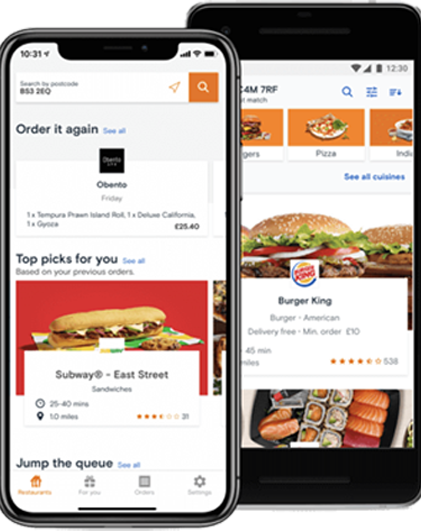 10:31
Search by postcode
BS3 2EQ
Order it again See all
Obento
Obento
Friday
1 x Tempura Prawn Island Roll, 1 x Deluxe California,
1 x Gyoza
£25.40
Top picks for you See all
Based on your previous orders.
Subway® - East Street
Sandwiches
25-40 mins
1.0 miles
31
Jump the queue See all
Restaurants
For you
Orders
Settings
12:30
C4M 7RF
st match
rgers
Pizza
Indi
See all cuisines
BURGER
KING
Burger King
Burger · American
Delivery free · Min. order £10
45 min
miles
538